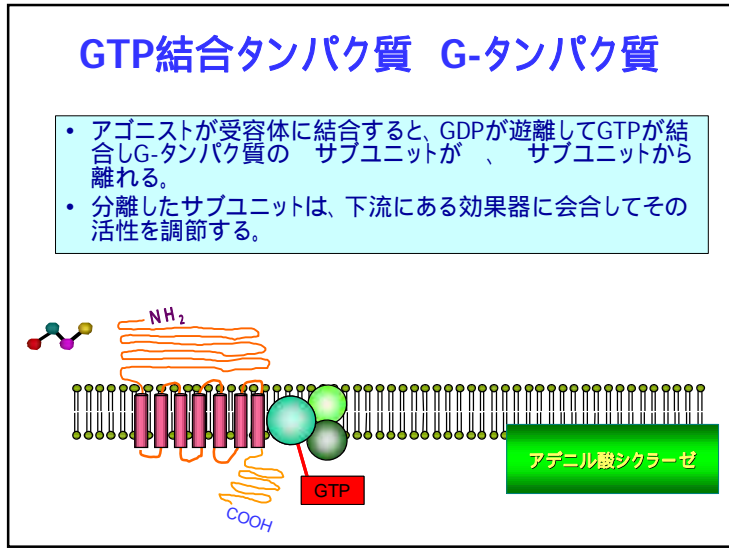 GTP結合タンパク質 G-タンパク質
• アゴニストが受容体に結合すると、GDPが遊離してGTPが結
合しG-タンパク質の　サブユニットが　、　サブユニットから
離れる。
• 分離したサブユニットは、下流にある効果器に会合してその
活性を調節する。
NH2
アデニル酸シクラーゼ
GTP
COOH